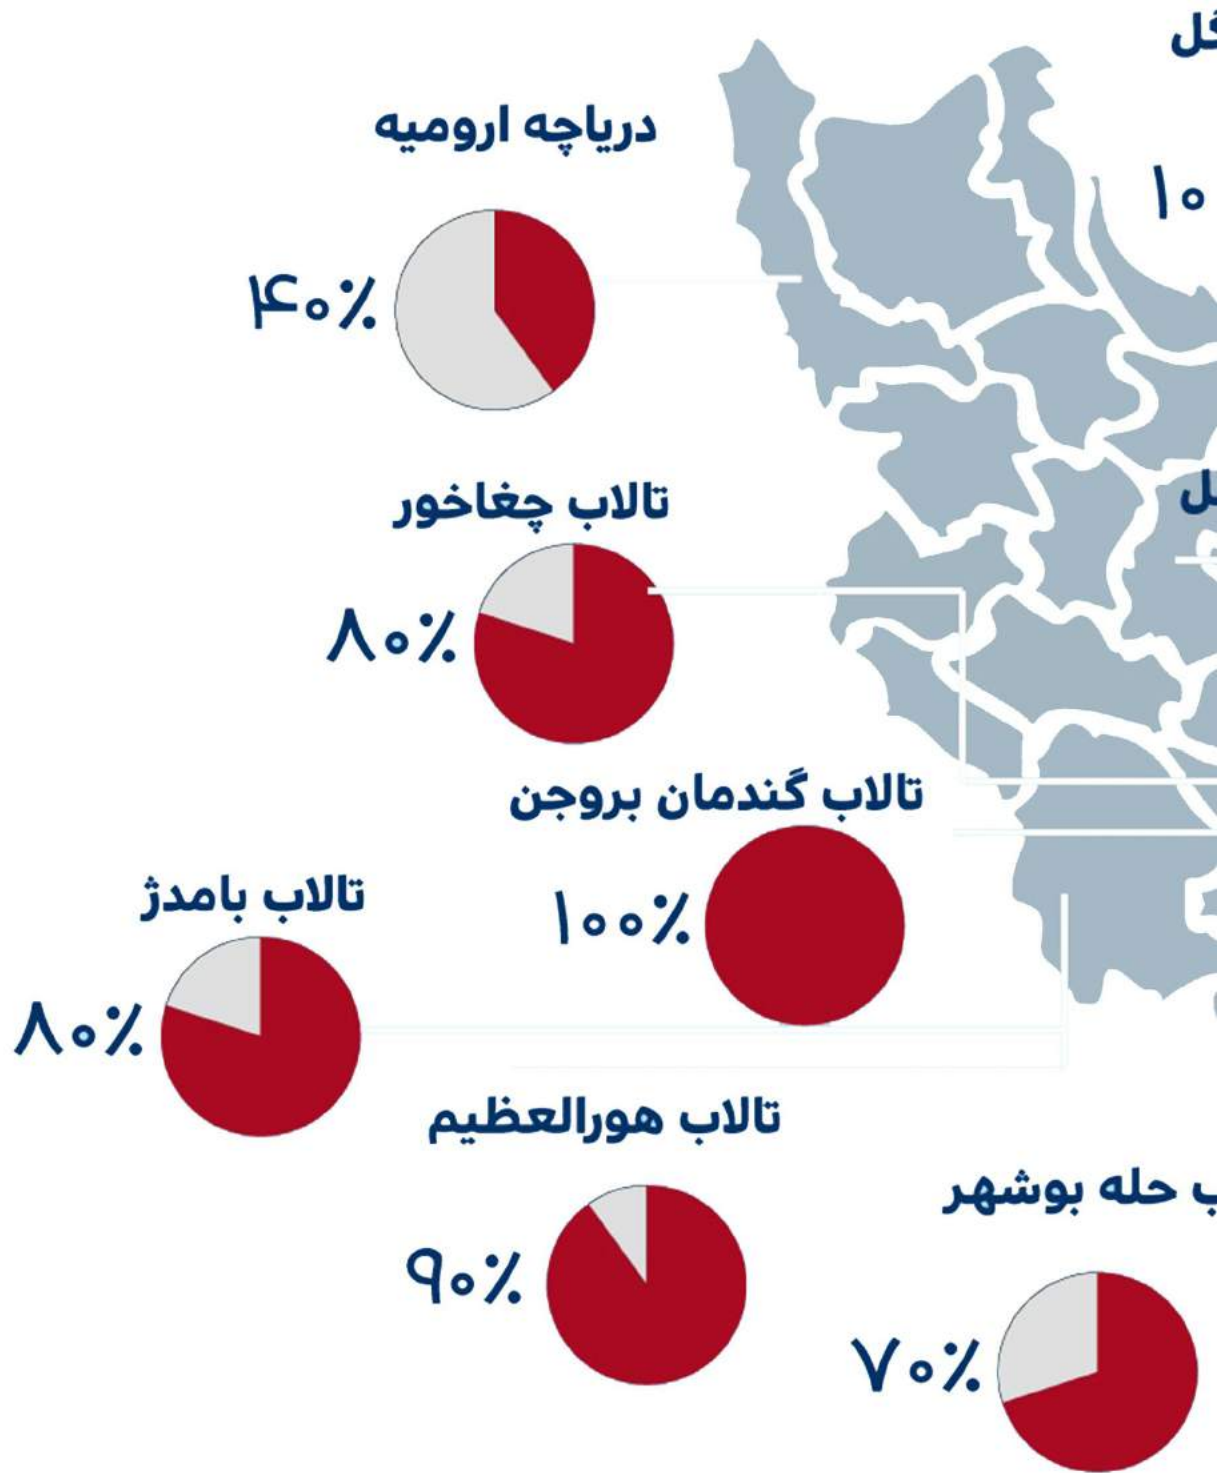 دریاچه ارومیه
۴۰٪
تالاب چغاخور
۸۰٪
تالاب گندمان بروجن
۱۰۰٪
تالاب بامدژ
۸۰٪
تالاب هورالعظیم
۹۰٪
حله بوشهر
۷۰٪